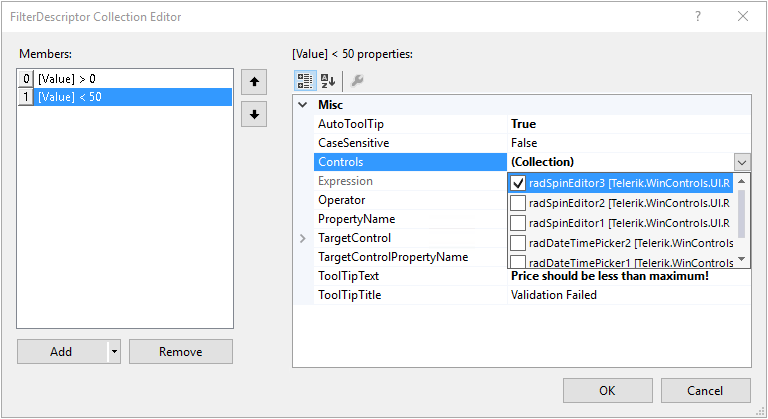 FilterDescriptor Collection Editor
?
Members:
[Value] < 50 properties:
0 [Value] > 0
1 [Value] < 50
A
Z
Misc
AutoToolTip True
CaseSensitive False
Controls (Collection)
Expression
radSpinEditor3 [Telerik.WinControls.UI.R
Operator
radSpinEditor2 [Telerik.WinControls.UI.R
PropertyName
radSpinEditor1 [Telerik.WinControls.UI.R
TargetControl
radDateTimePicker2 [Telerik.WinControls
TargetControlPropertyName
radDateTimePicker1 [Telerik.WinControls
ToolTipText Price should be less than maximum!
ToolTipTitle Validation Failed
Add
Remove
OK
Cancel